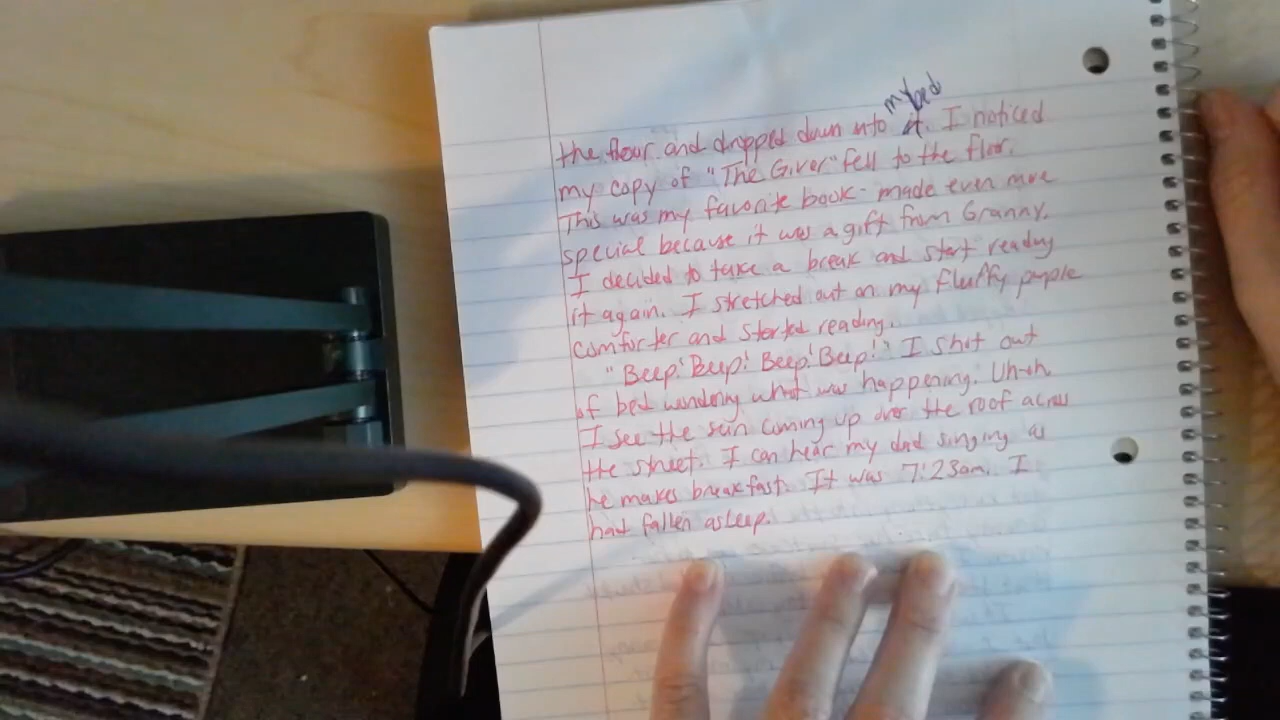 my bed
the flour and dropped down into it. I noticed
my copy of "The Giver" fell to the floor.
This was my favorite book - made even more
special because it was a gift from Granny.
I decided to take a break and start reading
it again. I stretched out on my fluffy purple
comforter and started reading.
"Beep! Beep! Beep! Beep!" I shot out
of bed wondering what was happening. Uh-oh.
I see the sun coming up over the roof across
the street. I can hear my dad singing as
he makes breakfast. It was 7:23am. I
had fallen asleep.